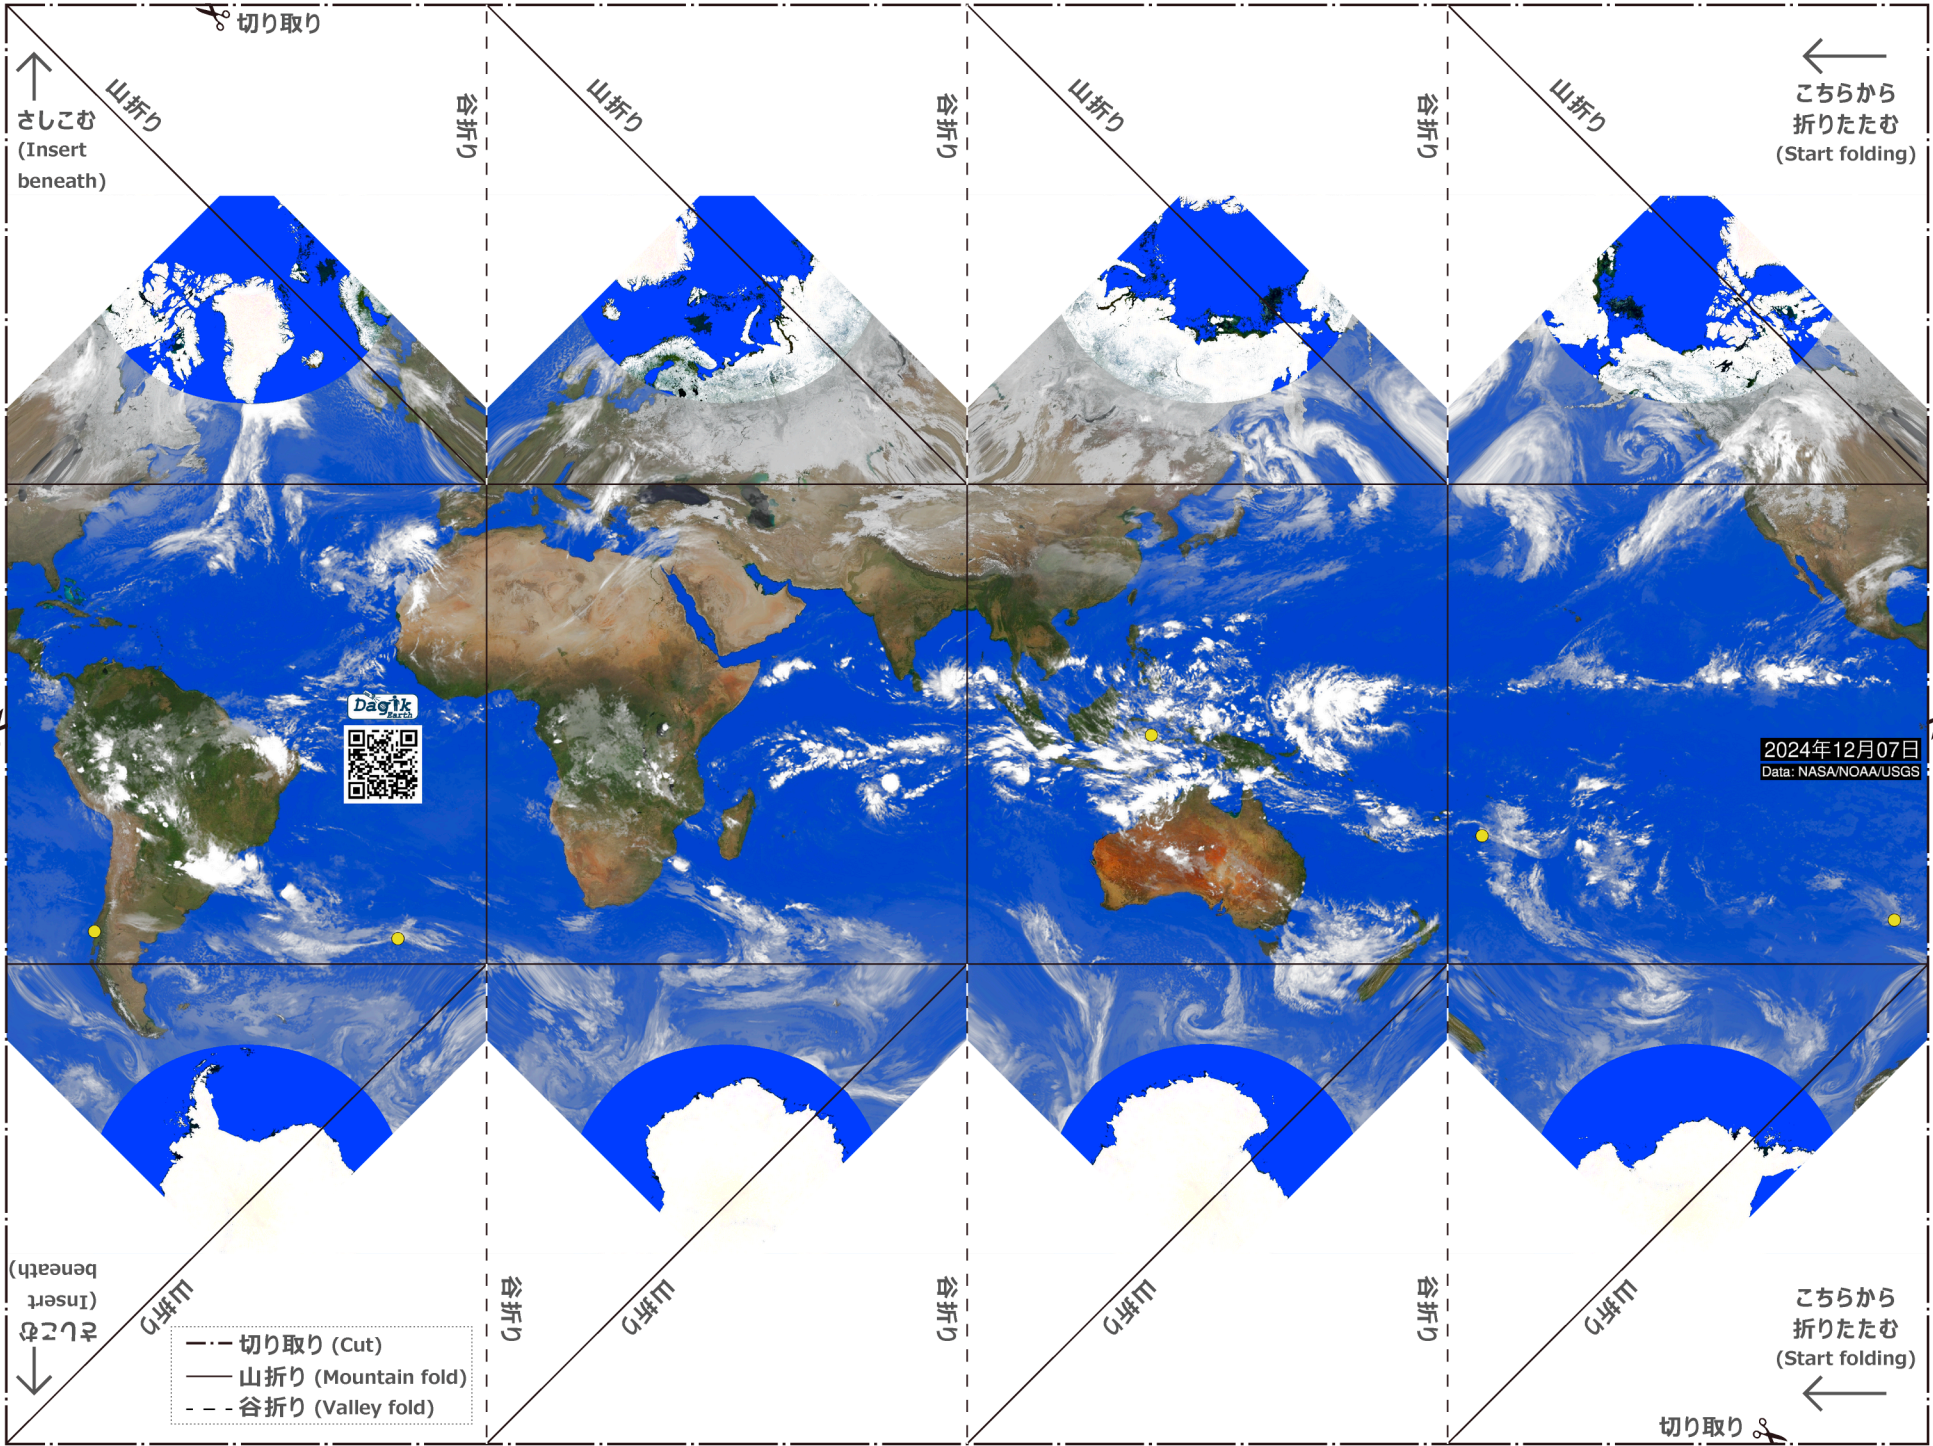 切り取り
山折り
谷折り
山折り
谷折り
山折り
谷折り
山折り
こちらから
折りたたむ
(Start folding)
さしこむ
(Insert
beneath)
Dagik
Earth
2024年12月07日
Data: NASA/NOAA/USGS
さしこむ
(Insert
beneath)
山折り
谷折り
山折り
谷折り
山折り
谷折り
山折り
こちらから
折りたたむ
(Start folding)
切り取り (Cut)
山折り (Mountain fold)
谷折り (Valley fold)
切り取り